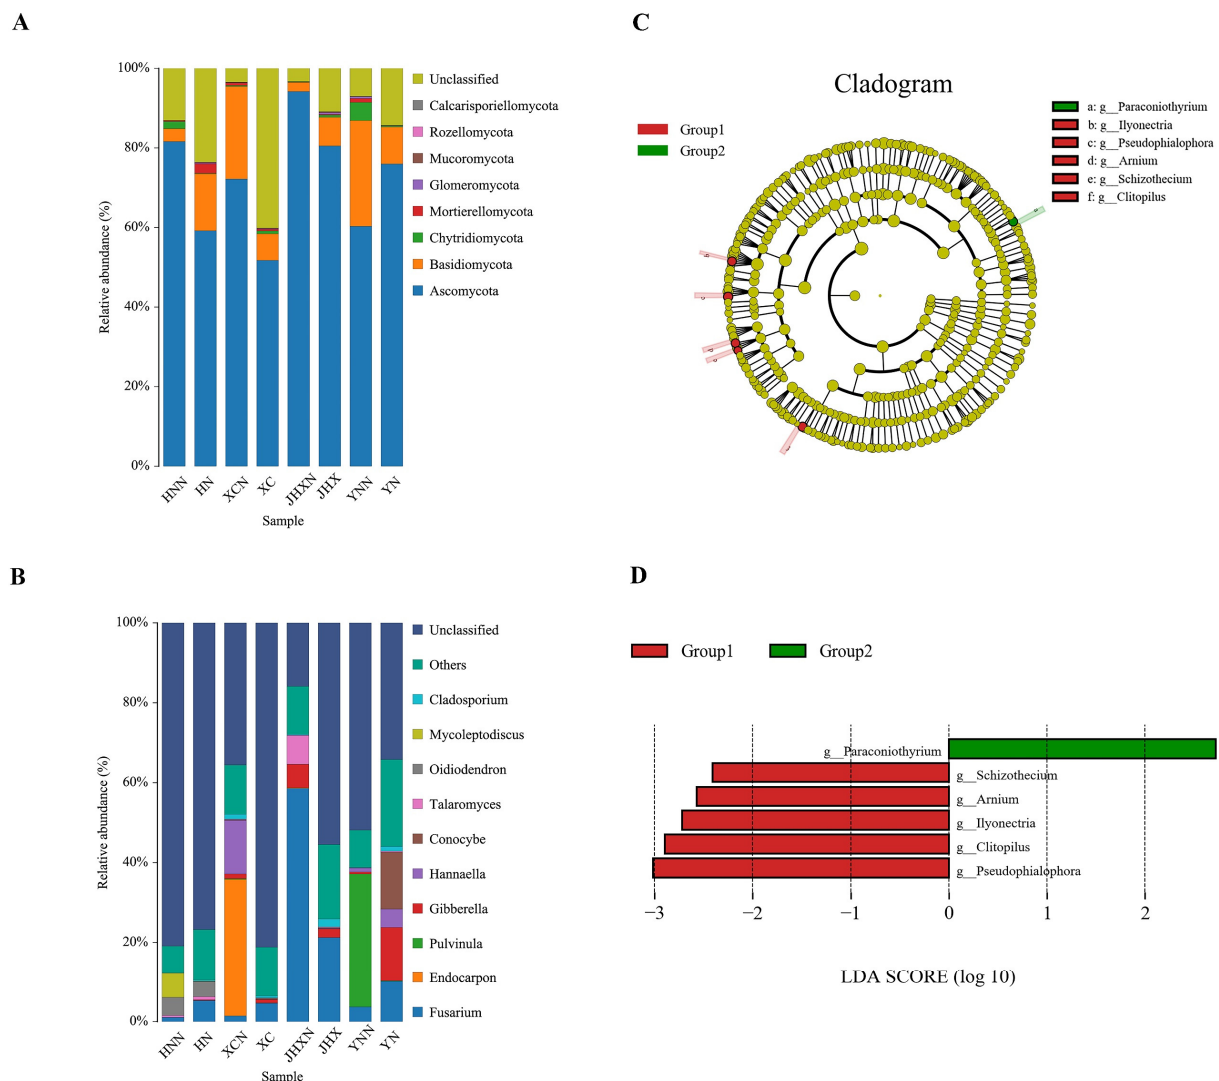 A
100%
80%
60%
40%
20%
0%
Relative abundance (%)
HNN
HN
XCN
XC
JHXN
JHX
YNN
YN
Sample
Unclassified
Calcarisporiellomycota
Rozellomycota
Mucoromycota
Glomeromycota
Mortierellomycota
Chytridiomycota
Basidiomycota
Ascomycota
C
Cladogram
Group1
Group2
a: g__Paraconiothyrium
b: g__Ilyonectria
c: g__Pseudophialophora
d: g__Arnium
e: g__Schizothecium
f: g__Clitopilus
B
100%
80%
60%
40%
20%
0%
Relative abundance (%)
HNN
HN
XCN
XC
JHXN
JHX
YNN
YN
Sample
Unclassified
Others
Cladosporium
Mycoleptodiscus
Oidiodendron
Talaromyces
Conocybe
Hannaella
Gibberella
Pulvinula
Endocarpon
Fusarium
D
Group1
Group2
g__Paraconiothyrium
g__Schizothecium
g__Arnium
g__Ilyonectria
g__Clitopilus
g__Pseudophialophora
−3
−2
−1
0
1
2
LDA SCORE (log 10)